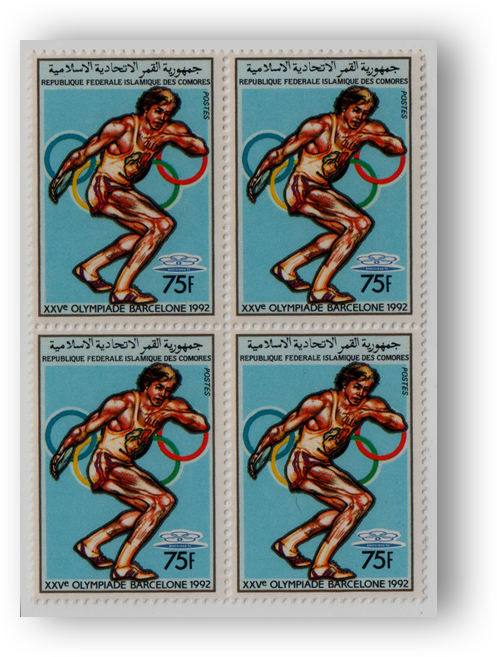 جمهورية القمر الاتحادية الاسلامية
REPUBLIQUE FEDERALE ISLAMIQUE DES COMORES
POSTES
75F
XXVe OLYMPIADE BARCELONE 1992
جمهورية القمر الاتحادية الاسلامية
REPUBLIQUE FEDERALE ISLAMIQUE DES COMORES
POSTES
75F
XXVe OLYMPIADE BARCELONE 1992
جمهورية القمر الاتحادية الاسلامية
REPUBLIQUE FEDERALE ISLAMIQUE DES COMORES
POSTES
75F
XXVe OLYMPIADE BARCELONE 1992
جمهورية القمر الاتحادية الاسلامية
REPUBLIQUE FEDERALE ISLAMIQUE DES COMORES
POSTES
75F
XXVe OLYMPIADE BARCELONE 1992